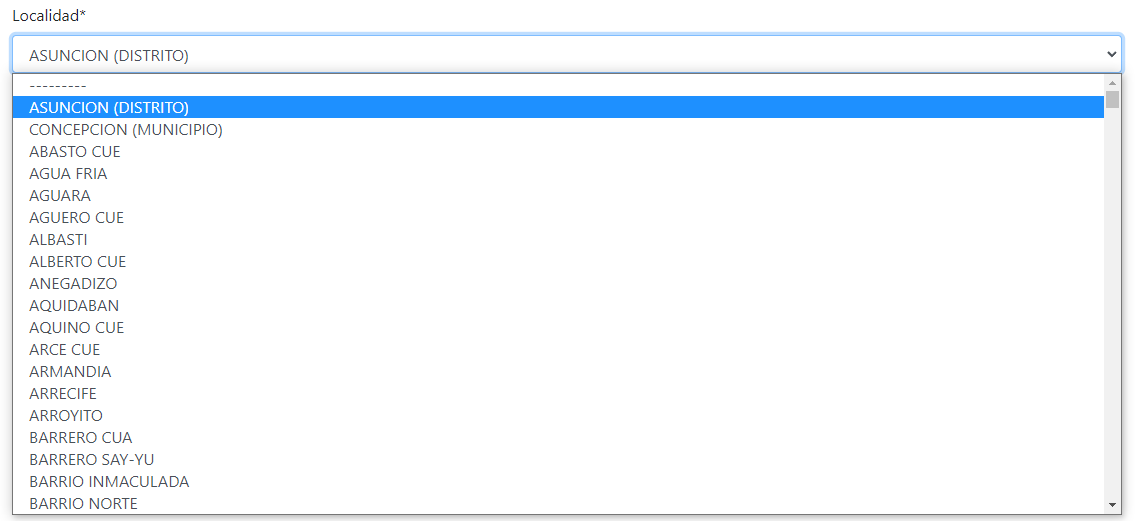 Localidad*
ASUNCION (DISTRITO)
---------
ASUNCION (DISTRITO)
CONCEPCION (MUNICIPIO)
ABASTO CUE
AGUA FRIA
AGUARA
AGUERO CUE
ALBASTI
ALBERTO CUE
ANEGADIZO
AQUIDABAN
AQUINO CUE
ARCE CUE
ARMANDIA
ARRECIFE
ARROYITO
BARRERO CUA
BARRERO SAY-YU
BARRIO INMACULADA
BARRIO NORTE